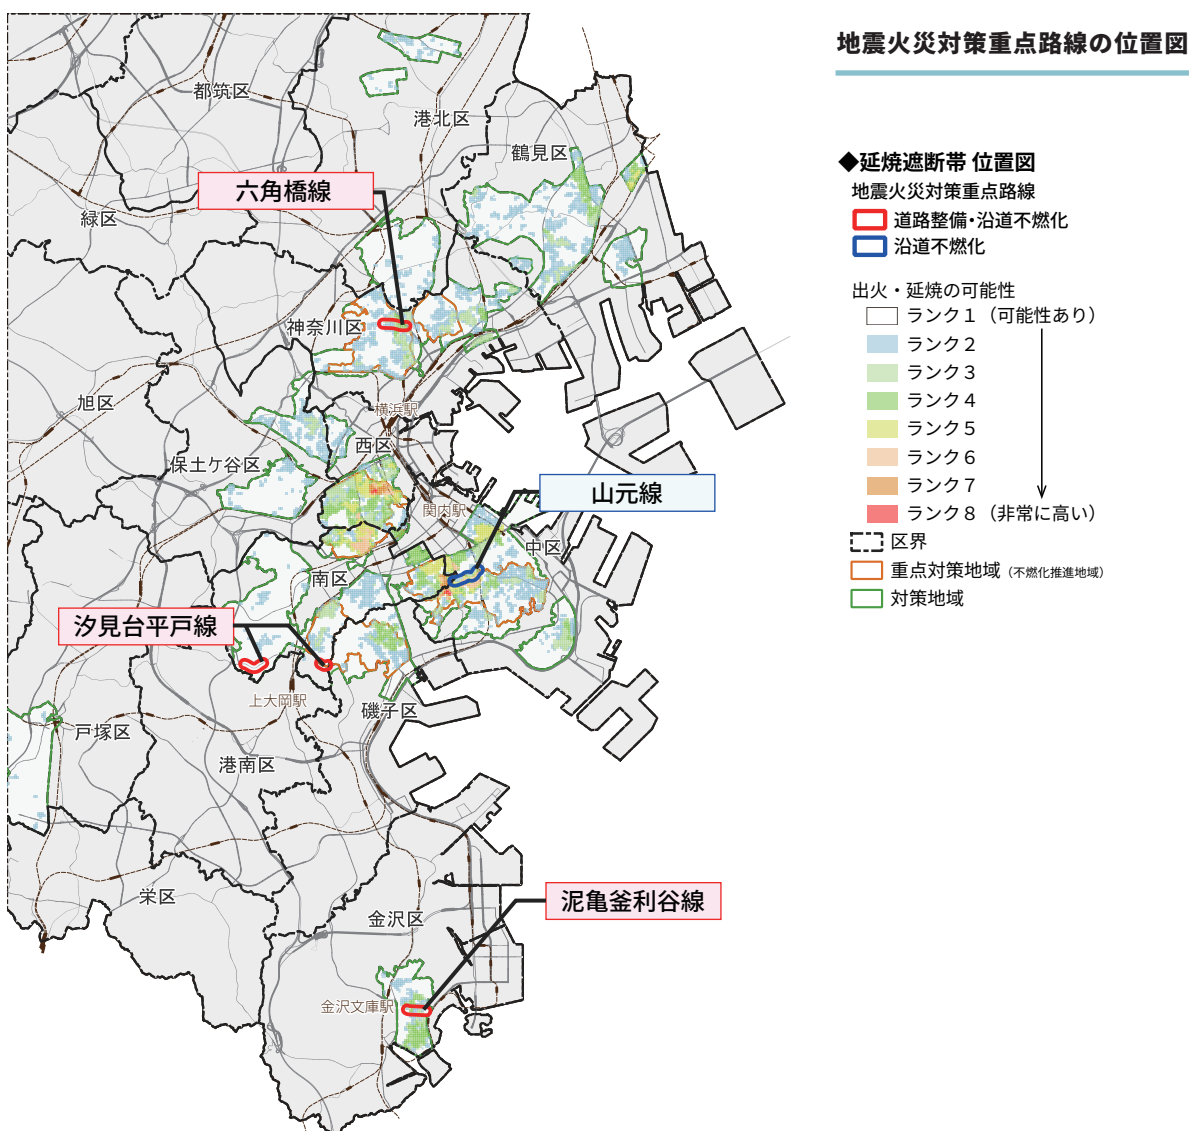 地震火災対策重点路線の位置図
◆延焼遮断帯 位置図
地震火災対策重点路線
道路整備・沿道不燃化
沿道不燃化
出火・延焼の可能性
ランク１（可能性あり）
ランク２
ランク３
ランク４
ランク５
ランク６
ランク７
ランク８（非常に高い）
区界
重点対策地域（不燃化推進地域）
対策地域
都筑区
港北区
鶴見区
六角橋線
緑区
神奈川区
旭区
横浜駅
西区
保土ケ谷区
山元線
関内駅
中区
南区
汐見台平戸線
上大岡駅
磯子区
戸塚区
港南区
栄区
泥亀釜利谷線
金沢区
金沢文庫駅